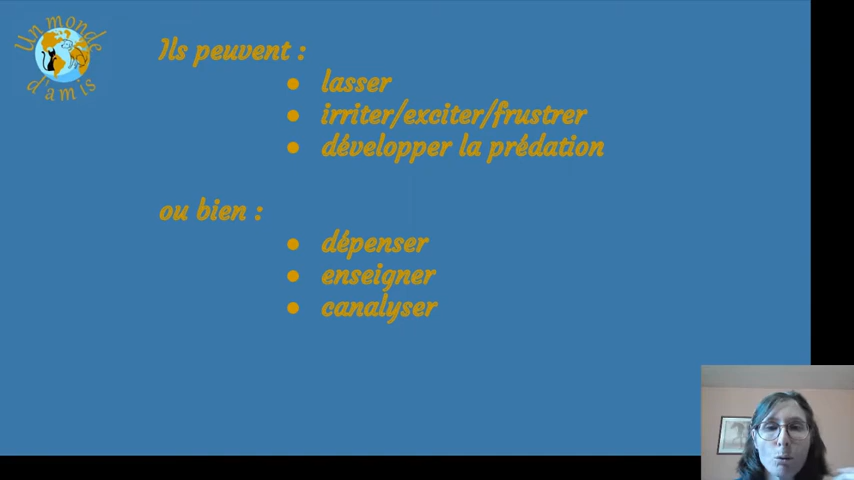 Un monde
d'amis
Ils peuvent :
● lasser
● irriter/exciter/frustrer
● développer la prédation
ou bien :
● dépenser
● enseigner
● canalyser